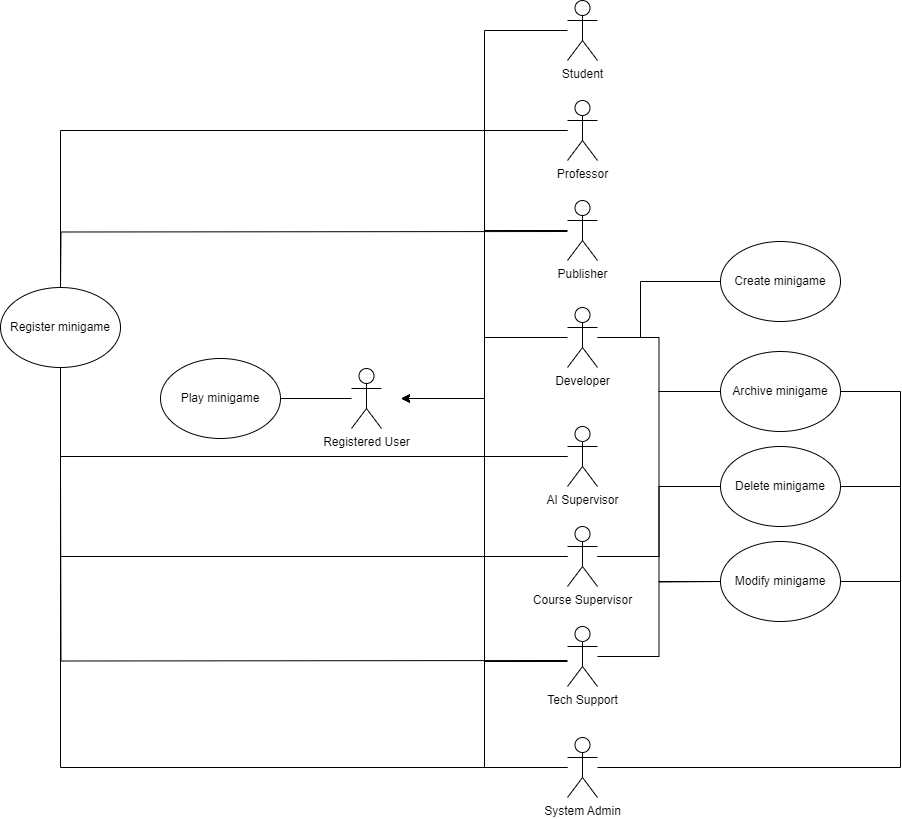 Student
Professor
Publisher
Create minigame
Register minigame
Developer
Archive minigame
Play minigame
Registered User
Delete minigame
AI Supervisor
Modify minigame
Course Supervisor
Tech Support
System Admin